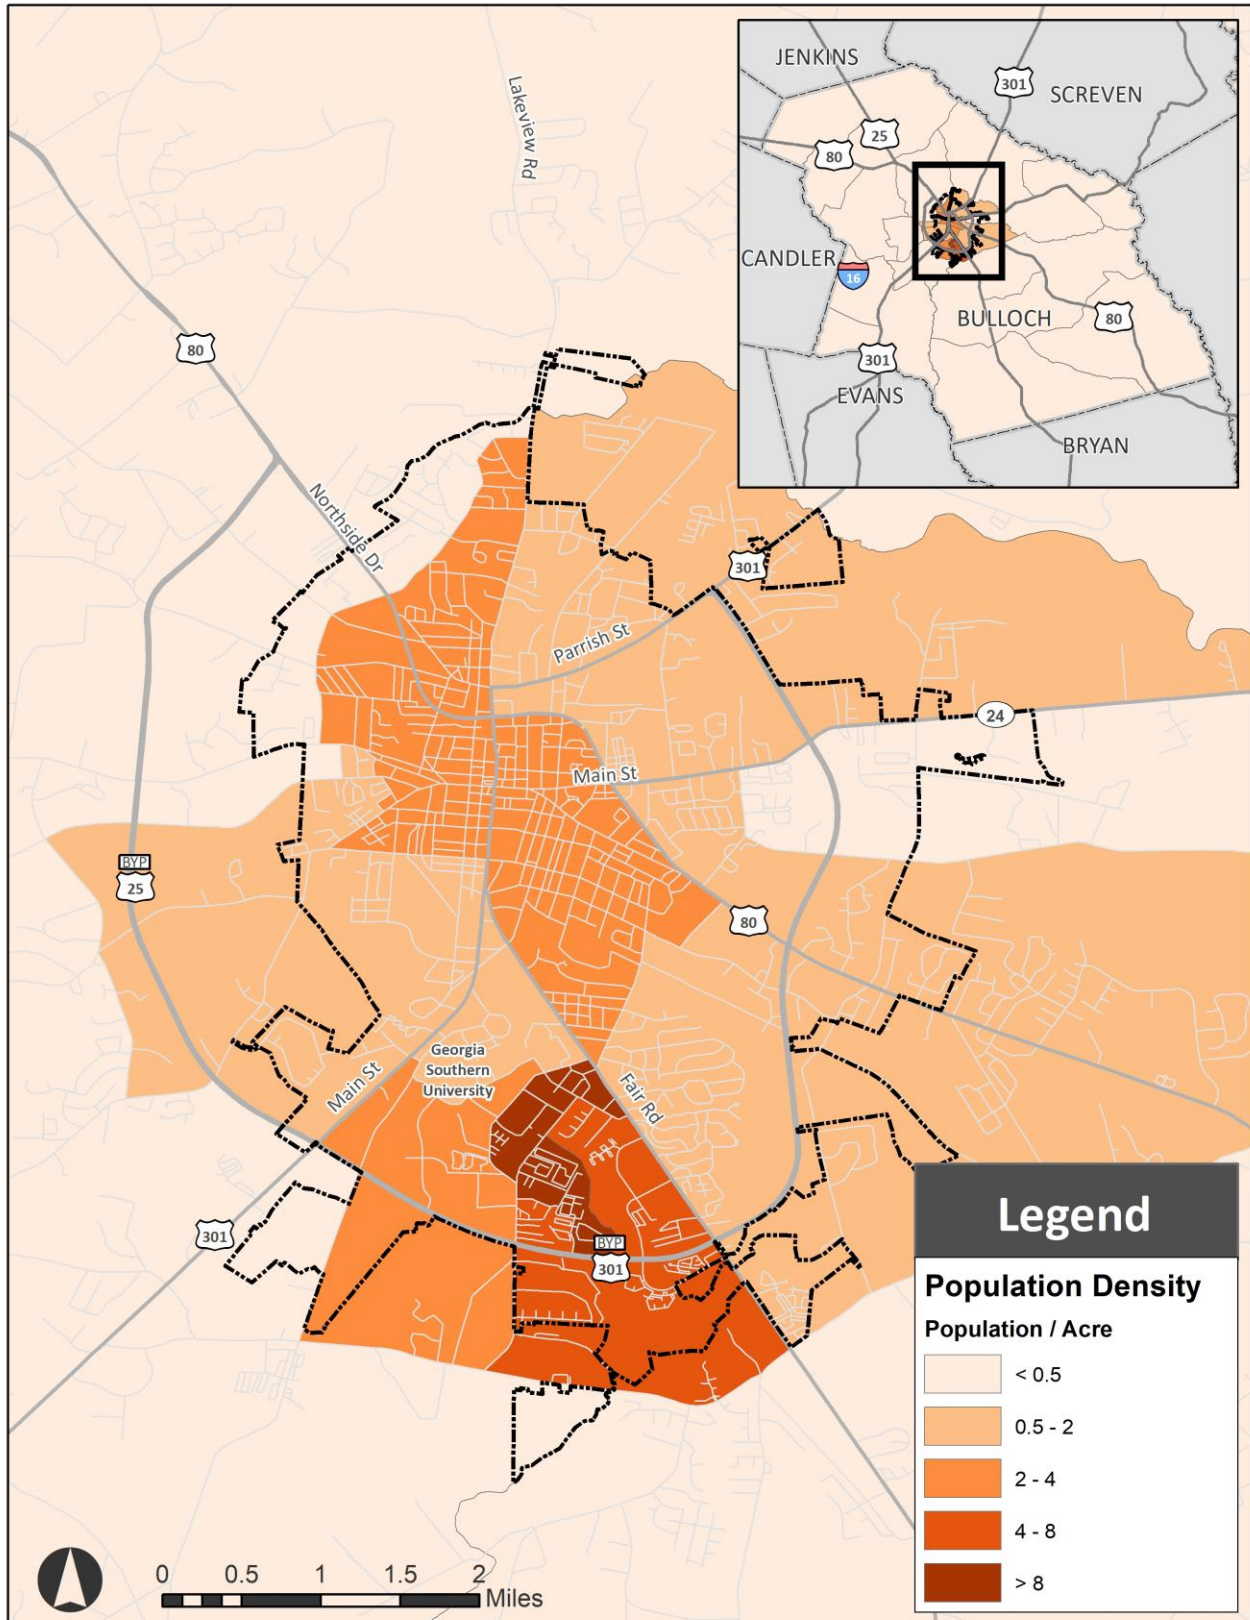 JENKINS
301
SCREVEN
25
80
CANDLER
16
BULLOCH
80
301
EVANS
BRYAN
Lakeview Rd
80
Northside Dr
301
Parrish St
24
Main St
BYP
25
80
Georgia
Southern
University
Main St
Fair Rd
301
BYP
301
Legend
Population Density
Population / Acre
< 0.5
0.5 - 2
2 - 4
4 - 8
> 8
0 0.5 1 1.5 2
Miles